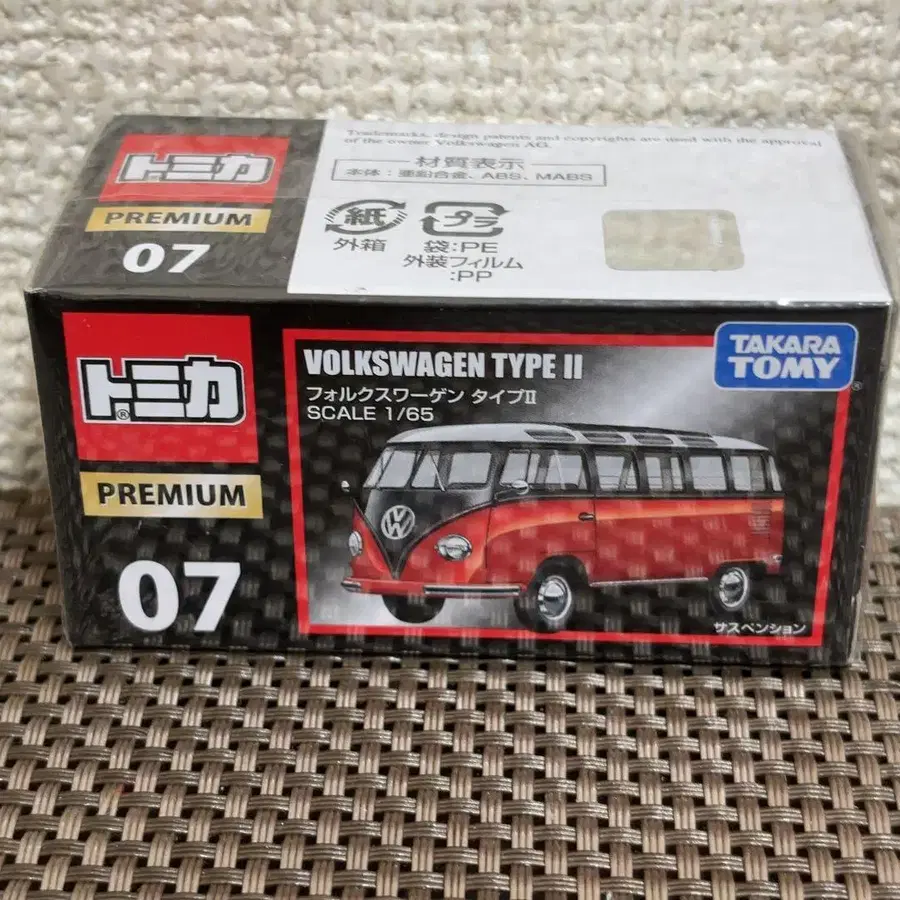 Trademarks, design patents and copyrights are used with the approval
of the owner Volkswagen AG.
材質表示
本体:亜鉛合金、ABS、MABS
トミカ
PREMIUM
07
紙
外箱
プラ
袋:PE
外装フィルム
:PP
トミカ®
PREMIUM
07
VOLKSWAGEN TYPE II
フォルクスワーゲン タイプII
SCALE 1/65
TAKARA
TOMY®
サスペンション